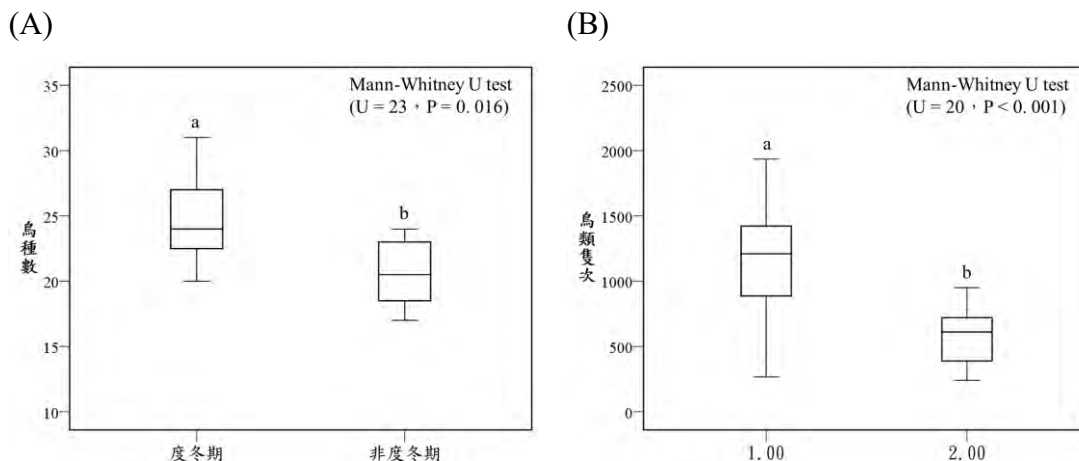 (A)
Mann-Whitney U test
(U = 23，P = 0. 016)
35
30
25
20
15
10
鳥種數
a
b
度冬期
非度冬期
(B)
Mann-Whitney U test
(U = 20，P < 0. 001)
2500
2000
1500
1000
500
0
鳥類隻次
a
b
1.00
2.00